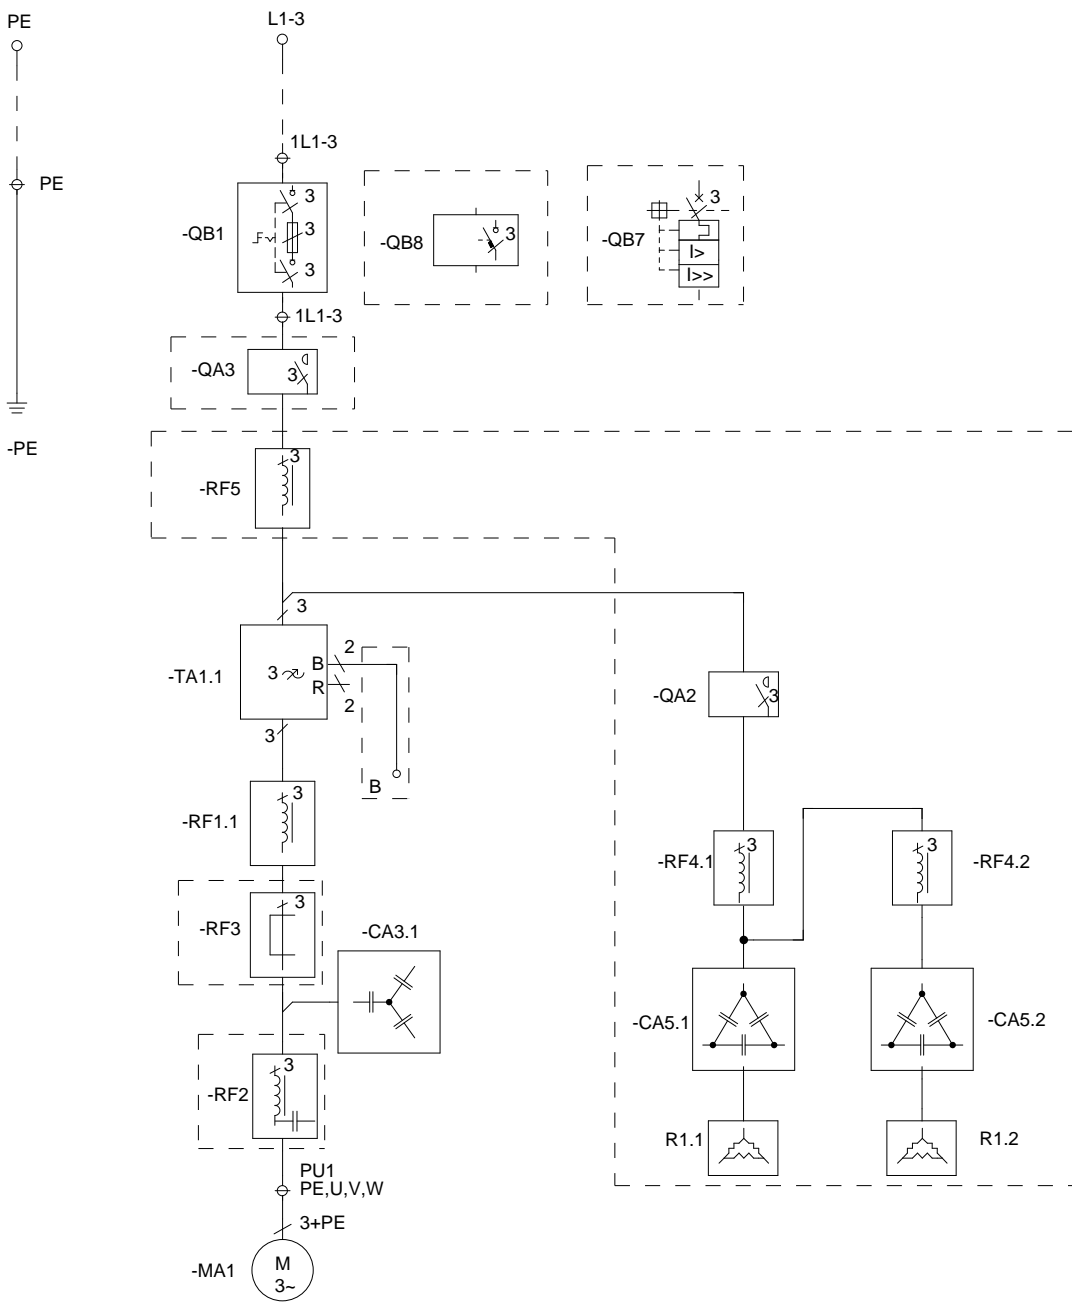 PE
L1-3
1L1-3
PE
-QB1
3
3
3
-QB8
3
-QB7
3
I>
I>>
1L1-3
-QA3
3
-PE
-RF5
3
3
-TA1.1
3
B
R
2
2
3
B
-QA2
3
-RF1.1
3
-RF4.1
3
3
-RF4.2
-RF3
3
-CA3.1
-CA5.1
-CA5.2
-RF2
3
R1.1
R1.2
PU1
PE,U,V,W
3+PE
-MA1
M
3~